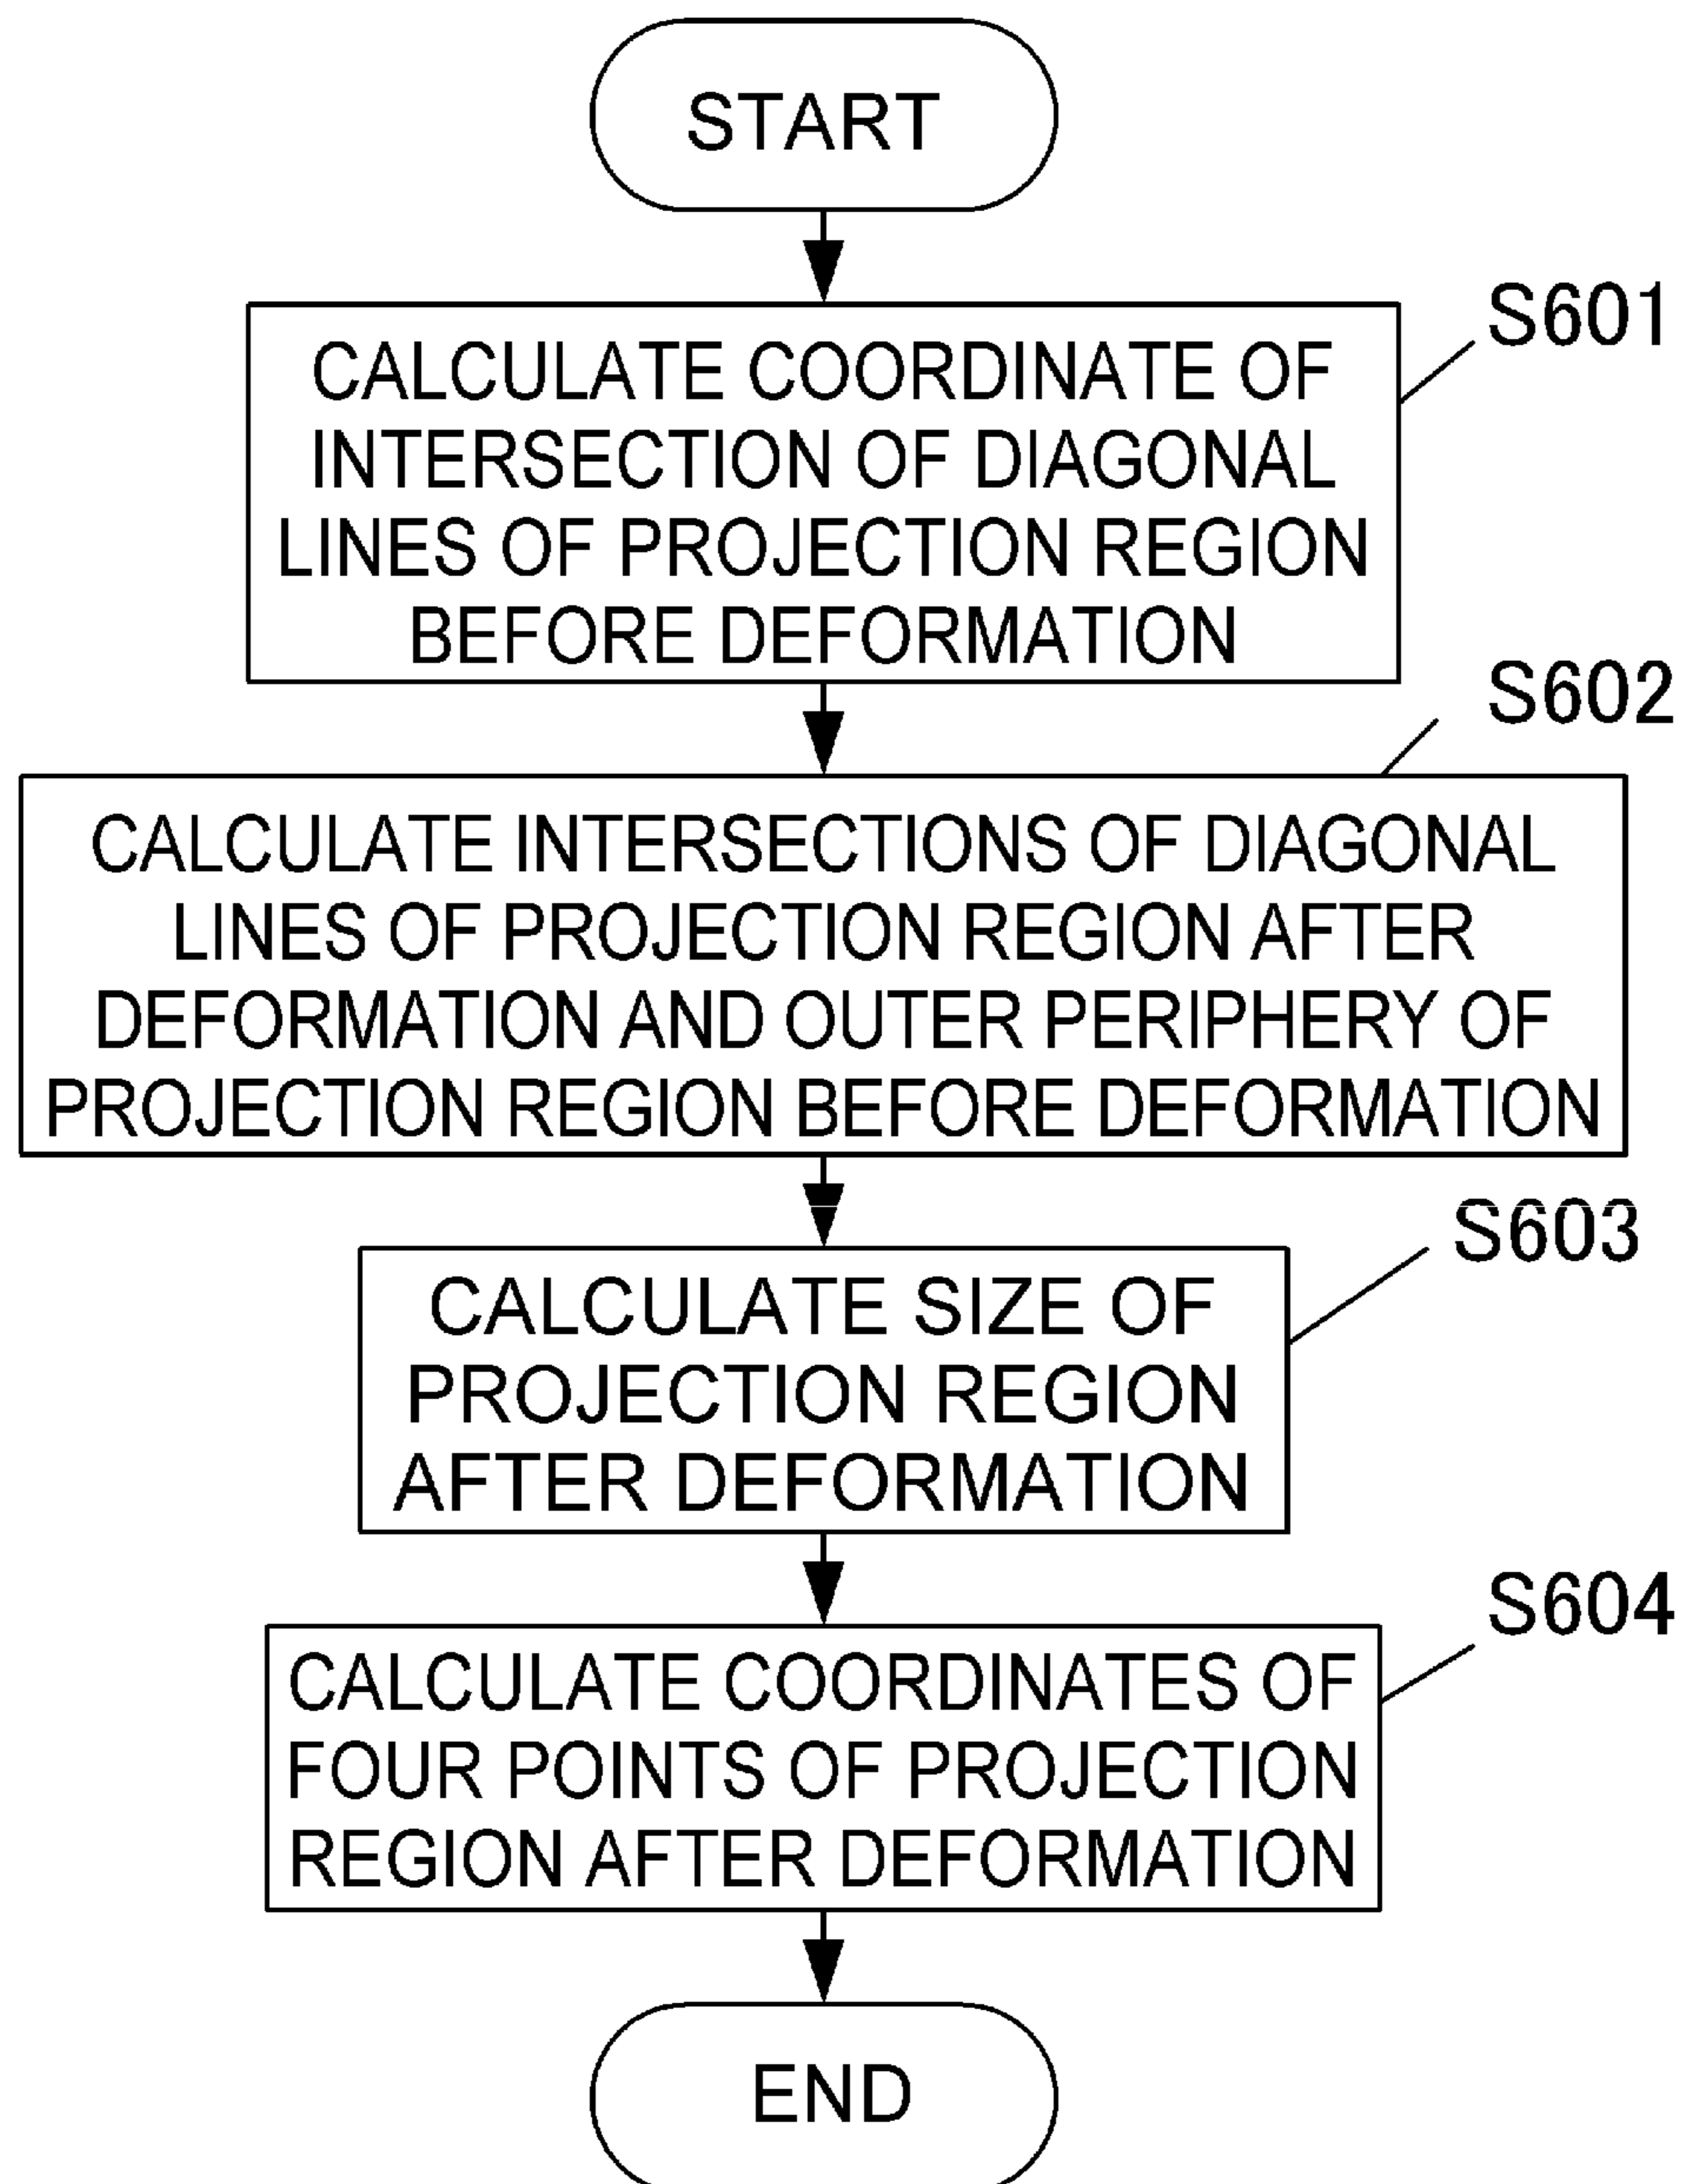 START
S601
CALCULATE COORDINATE OF
INTERSECTION OF DIAGONAL
LINES OF PROJECTION REGION
BEFORE DEFORMATION
S602
CALCULATE INTERSECTIONS OF DIAGONAL
LINES OF PROJECTION REGION AFTER
DEFORMATION AND OUTER PERIPHERY OF
PROJECTION REGION BEFORE DEFORMATION
S603
CALCULATE SIZE OF
PROJECTION REGION
AFTER DEFORMATION
S604
CALCULATE COORDINATES OF
FOUR POINTS OF PROJECTION
REGION AFTER DEFORMATION
END